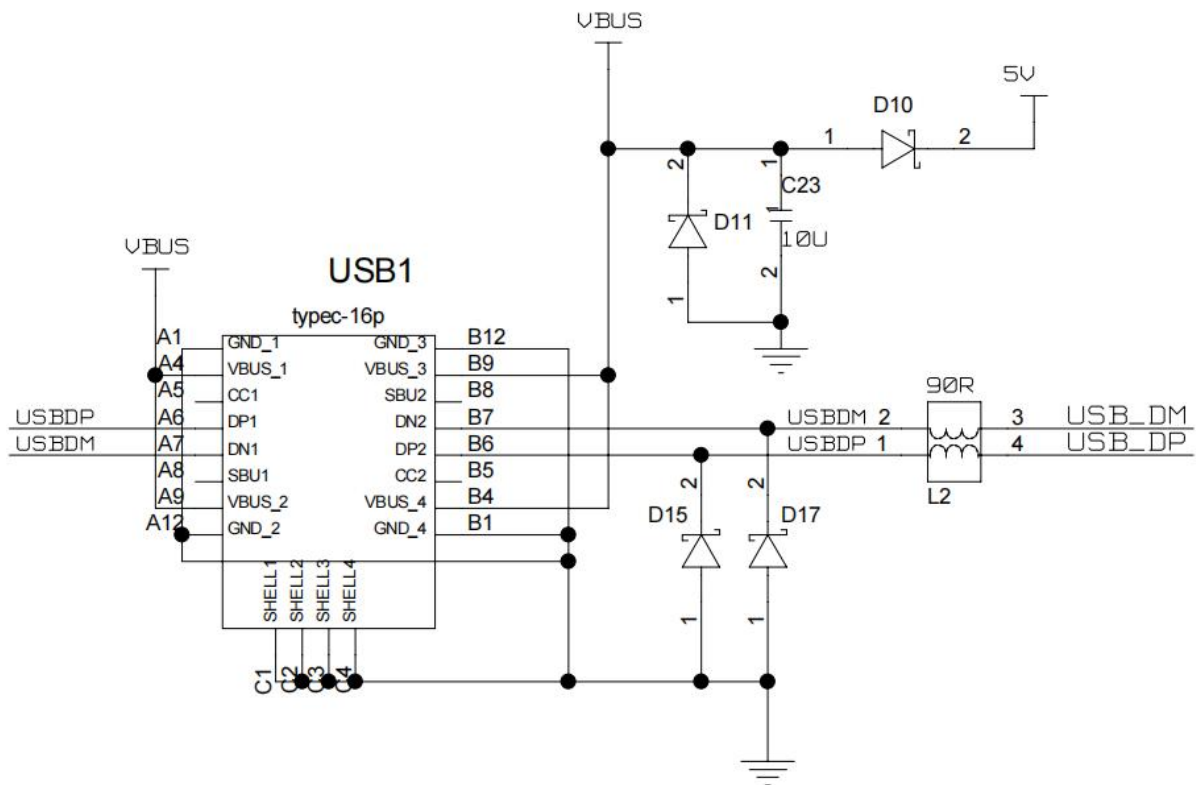 VBUS
5V
D10
1 2
2 1
C23
D11
10U
1 2
VBUS
USB1
typec-16p
A1 GND_1 GND_3 B12
A4 VBUS_1 VBUS_3 B9
A5 CC1 SBU2 B8
90R
USBDP A6 DP1 DN2 B7 USBDM 2 3 USB_DM
USBDM A7 DN1 DP2 B6 USBDP 1 4 USB_DP
A8 SBU1 CC2 B5
L2
A9 VBUS_2 VBUS_4 B4
2 2
A12 GND_2 GND_4 B1
D15 D17
SHELL1 SHELL2 SHELL3 SHELL4
1 1
C1 C2 C3 C4